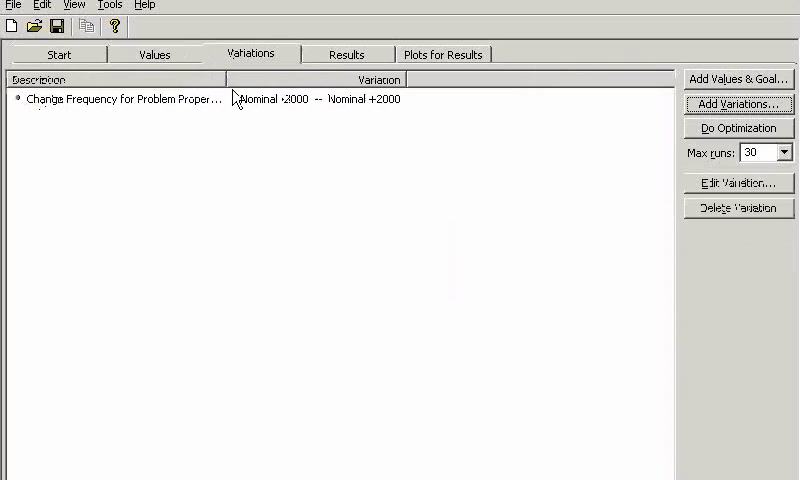 File Edit View Tools Help
Start Values Variations Results Plots for Results
Description Variation
Change Frequency for Problem Proper... Nominal -2000 -- Nominal +2000
Add Values & Goal...
Add Variations...
Do Optimization
Max runs: 30
Edit Variation...
Delete Variation